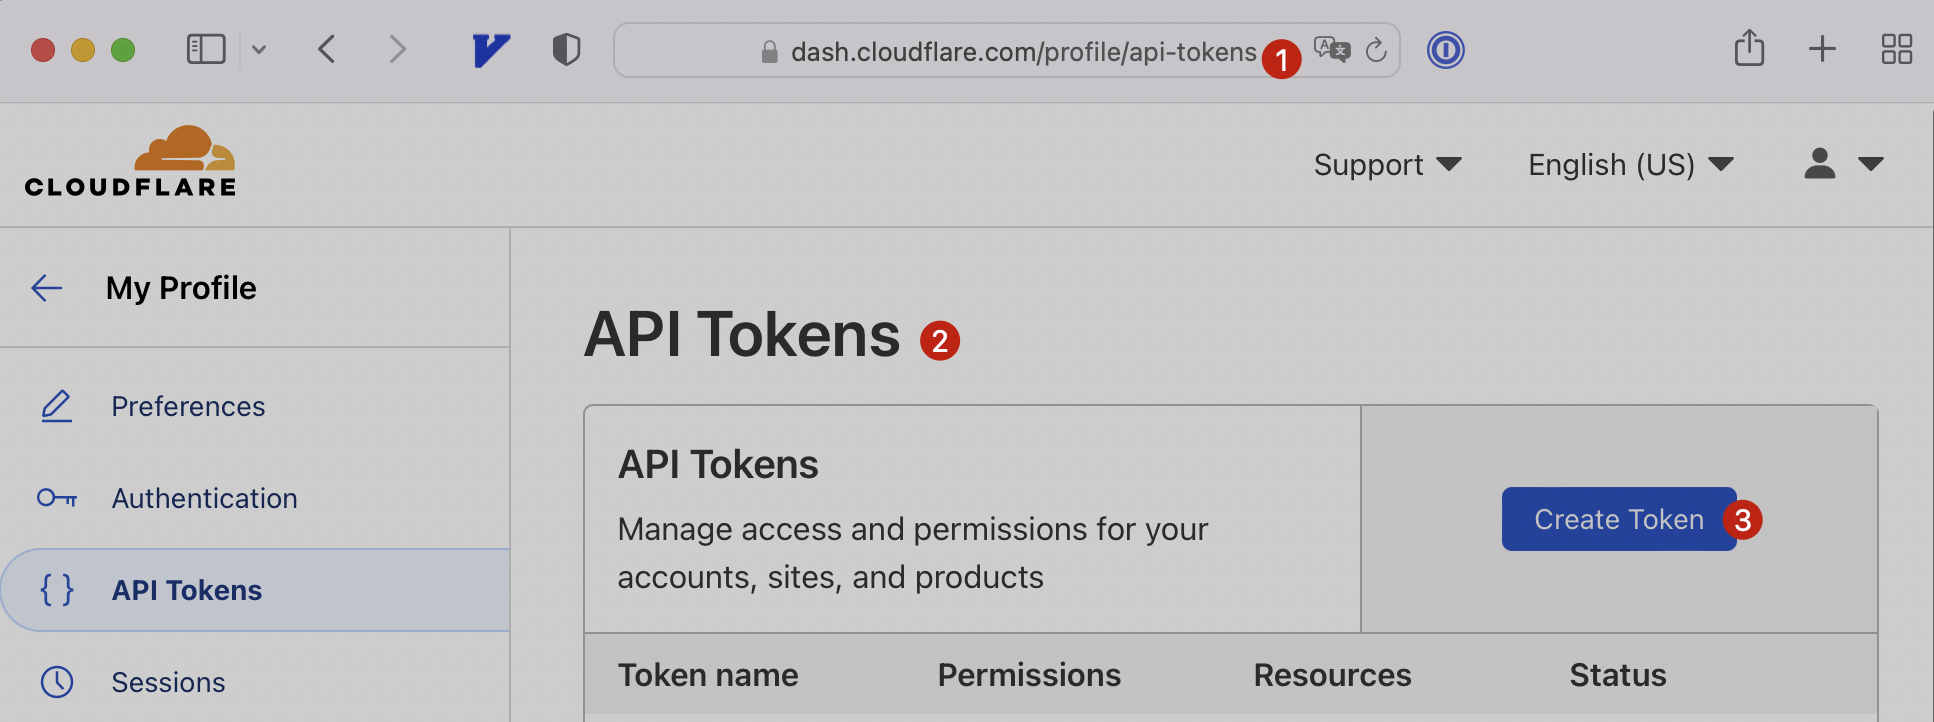 dash.cloudflare.com/profile/api-tokens 1
CLOUDFLARE
Support
English (US)
My Profile
Preferences
Authentication
{ } API Tokens
Sessions
API Tokens 2
API Tokens
Manage access and permissions for your
accounts, sites, and products
Create Token 3
Token name Permissions Resources Status